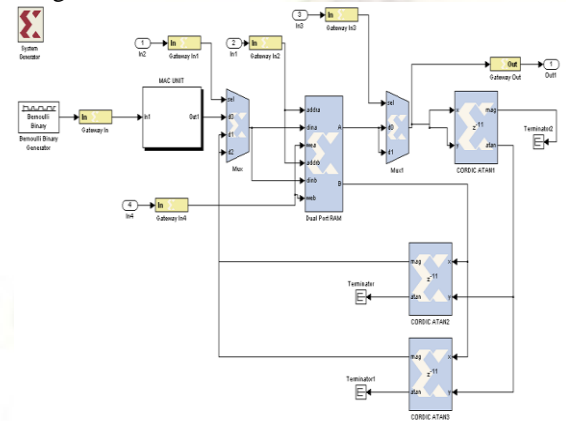 System
Generator
Bernoulli
Binary
Bernoulli Binary
Generator
In
Gateway In
1
In2
In
Gateway In1
2
In1
In
Gateway In2
3
In3
In
Gateway In3
4
In4
In
Gateway In4
MAC UNIT
In1
Out1
sel
d0
d1
d2
Mux
addra
dina
wea
addrb
dinb
web
A
B
Dual Port RAM
sel
d0
d1
Mux1
Out
Gateway Out
1
Out1
x
y
mag
atan
z-11
CORDIC ATAN1
Terminator2
mag
atan
x
y
z-11
CORDIC ATAN2
Terminator
mag
atan
x
y
z-11
CORDIC ATAN3
Terminator1